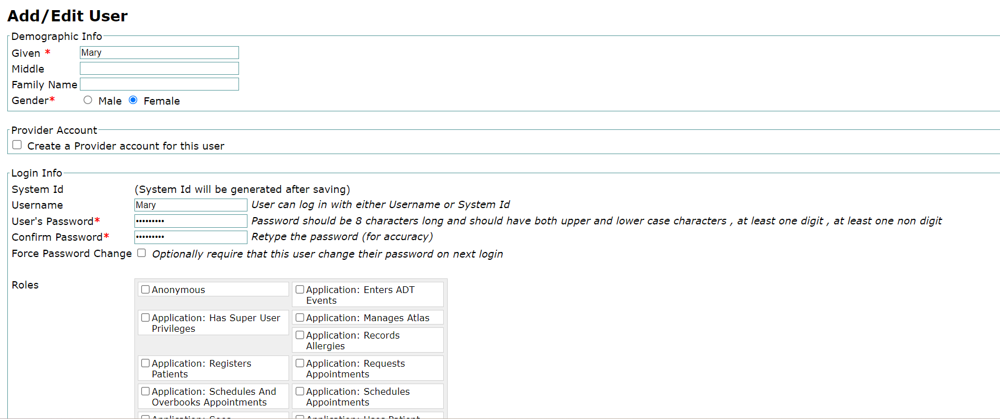 Add/Edit User
Demographic Info
Given *
Mary
Middle
Family Name
Gender*
Male
Female
Provider Account
Create a Provider account for this user
Login Info
System Id
(System Id will be generated after saving)
Username
Mary
User can log in with either Username or System Id
User's Password*
•••••••••
Password should be 8 characters long and should have both upper and lower case characters , at least one digit , at least one non digit
Confirm Password*
•••••••••
Retype the password (for accuracy)
Force Password Change
Optionally require that this user change their password on next login
Roles
Anonymous
Application: Enters ADT
Events
Application: Has Super User
Privileges
Application: Manages Atlas
Application: Records
Allergies
Application: Registers
Patients
Application: Requests
Appointments
Application: Schedules And
Overbooks Appointments
Application: Schedules
Appointments
Application: Sees
Application: Uses Patient